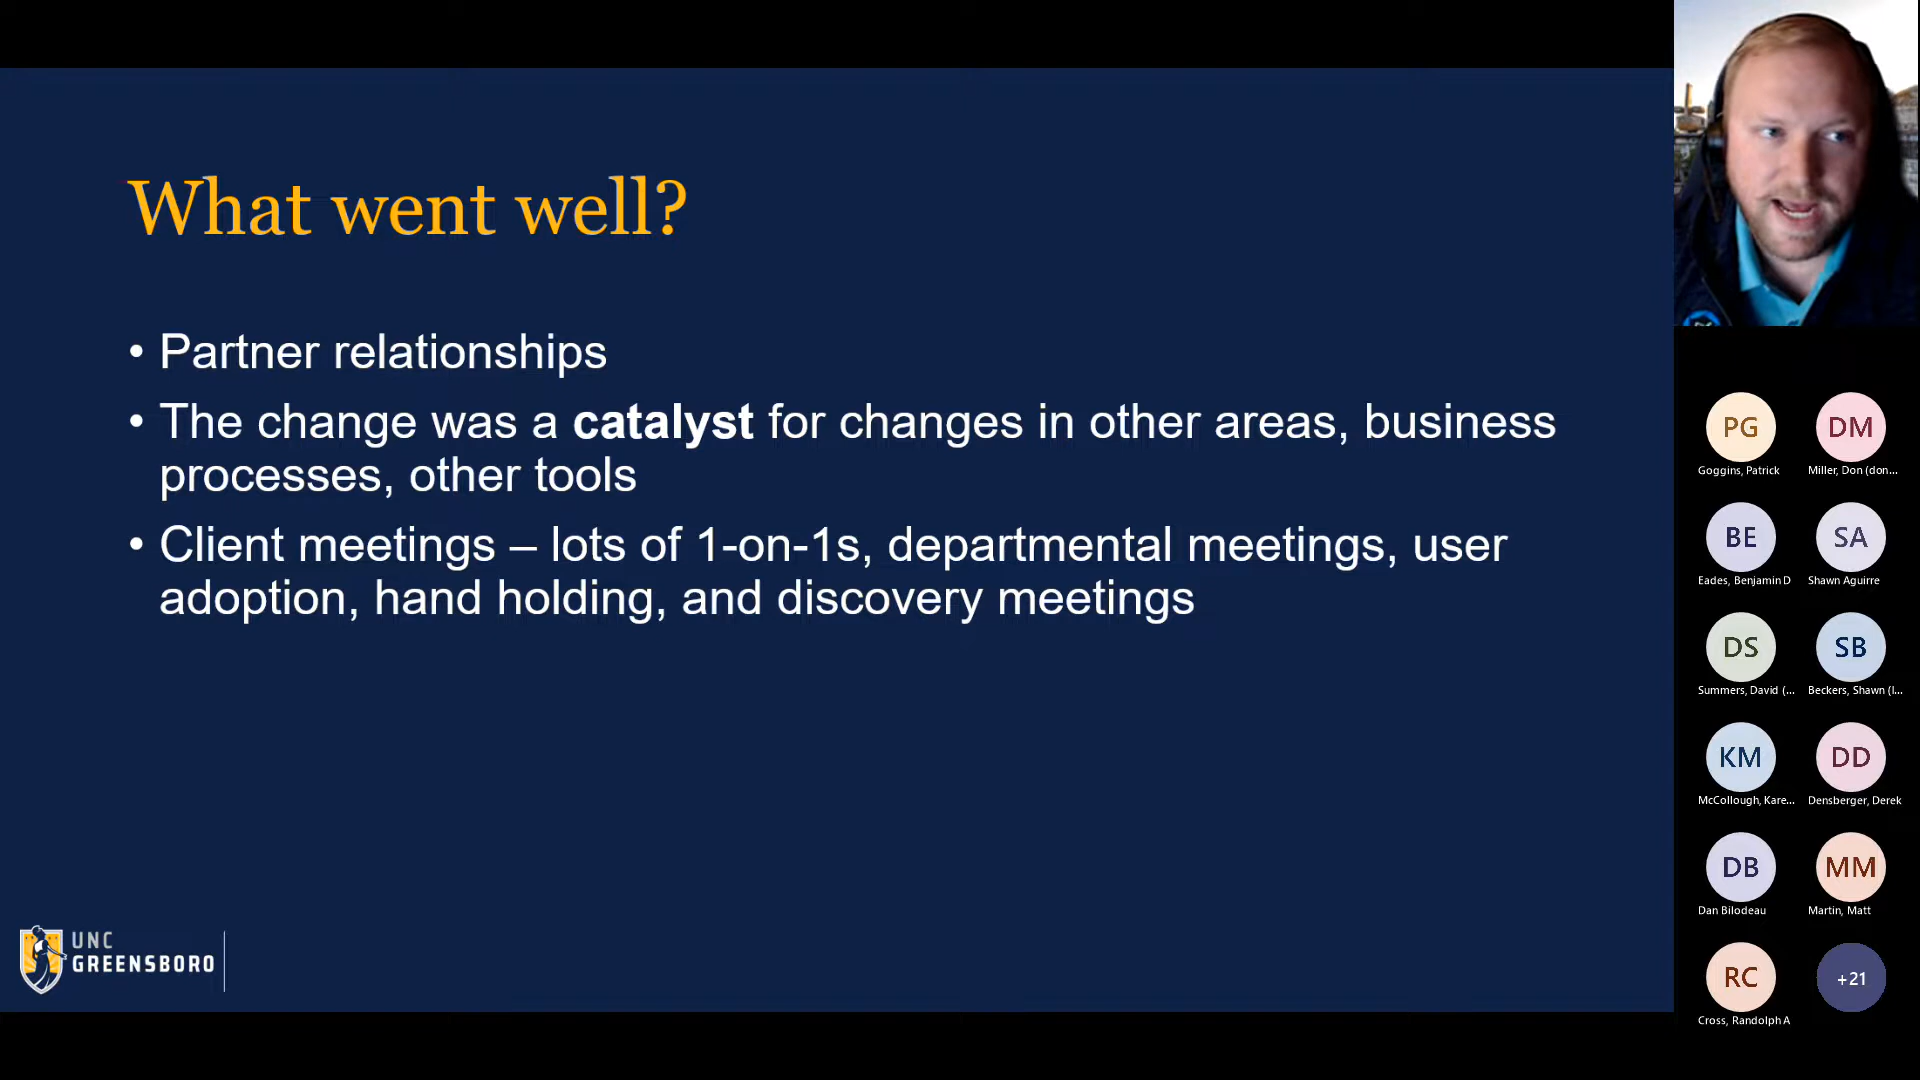 What went well?
• Partner relationships
• The change was a catalyst for changes in other areas, business
processes, other tools
• Client meetings – lots of 1-on-1s, departmental meetings, user
adoption, hand holding, and discovery meetings
UNC
GREENSBORO
PG
DM
Goggins, Patrick
Miller, Don (don...
BE
SA
Eades, Benjamin D
Shawn Aguirre
DS
SB
Summers, David (...
Beckers, Shawn (I...
KM
DD
McCollough, Kare...
Densberger, Derek
DB
MM
Dan Bilodeau
Martin, Matt
RC
+21
Cross, Randolph A